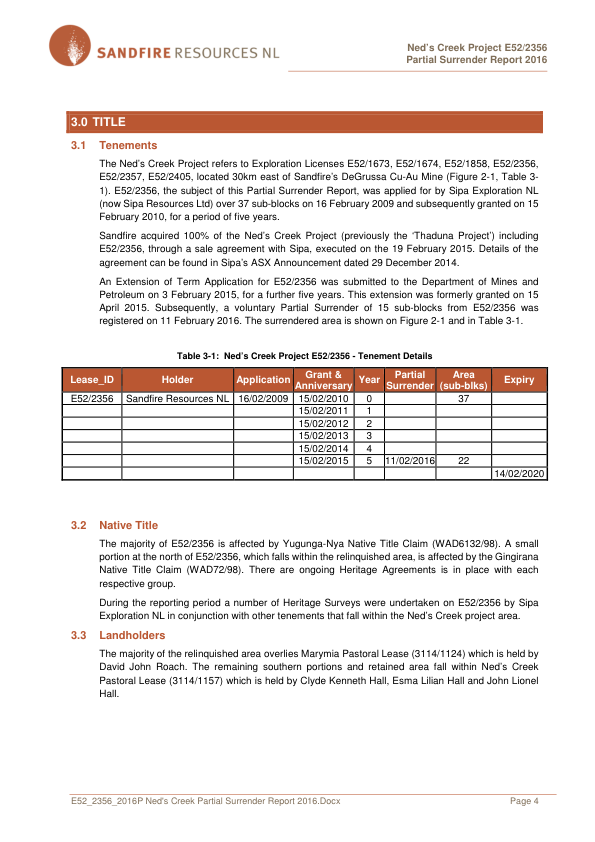 SANDFIRE RESOURCES NL
Ned's Creek Project E52/2356
Partial Surrender Report 2016
3.0 TITLE
3.1 Tenements
The Ned's Creek Project refers to Exploration Licenses E52/1673, E52/1674, E52/1858, E52/2356,
E52/2357, E52/2405, located 30km east of Sandfire's DeGrussa Cu-Au Mine (Figure 2-1, Table 3-
1). E52/2356, the subject of this Partial Surrender Report, was applied for by Sipa Exploration NL
(now Sipa Resources Ltd) over 37 sub-blocks on 16 February 2009 and subsequently granted on 15
February 2010, for a period of five years.
Sandfire acquired 100% of the Ned's Creek Project (previously the 'Thaduna Project') including
E52/2356, through a sale agreement with Sipa, executed on the 19 February 2015. Details of the
agreement can be found in Sipa's ASX Announcement dated 29 December 2014.
An Extension of Term Application for E52/2356 was submitted to the Department of Mines and
Petroleum on 3 February 2015, for a further five years. This extension was formerly granted on 15
April 2015. Subsequently, a voluntary Partial Surrender of 15 sub-blocks from E52/2356 was
registered on 11 February 2016. The surrendered area is shown on Figure 2-1 and in Table 3-1.
Table 3-1: Ned's Creek Project E52/2356 - Tenement Details
Lease_ID Holder Application Grant & Anniversary Year Partial Surrender Area (sub-blks) Expiry
E52/2356 Sandfire Resources NL 16/02/2009 15/02/2010 0 37
15/02/2011 1
15/02/2012 2
15/02/2013 3
15/02/2014 4
15/02/2015 5 11/02/2016 22
14/02/2020
3.2 Native Title
The majority of E52/2356 is affected by Yugunga-Nya Native Title Claim (WAD6132/98). A small
portion at the north of E52/2356, which falls within the relinquished area, is affected by the Gingirana
Native Title Claim (WAD72/98). There are ongoing Heritage Agreements is in place with each
respective group.
During the reporting period a number of Heritage Surveys were undertaken on E52/2356 by Sipa
Exploration NL in conjunction with other tenements that fall within the Ned's Creek project area.
3.3 Landholders
The majority of the relinquished area overlies Marymia Pastoral Lease (3114/1124) which is held by
David John Roach. The remaining southern portions and retained area fall within Ned's Creek
Pastoral Lease (3114/1157) which is held by Clyde Kenneth Hall, Esma Lilian Hall and John Lionel
Hall.
E52_2356_2016P Ned's Creek Partial Surrender Report 2016.Docx Page 4